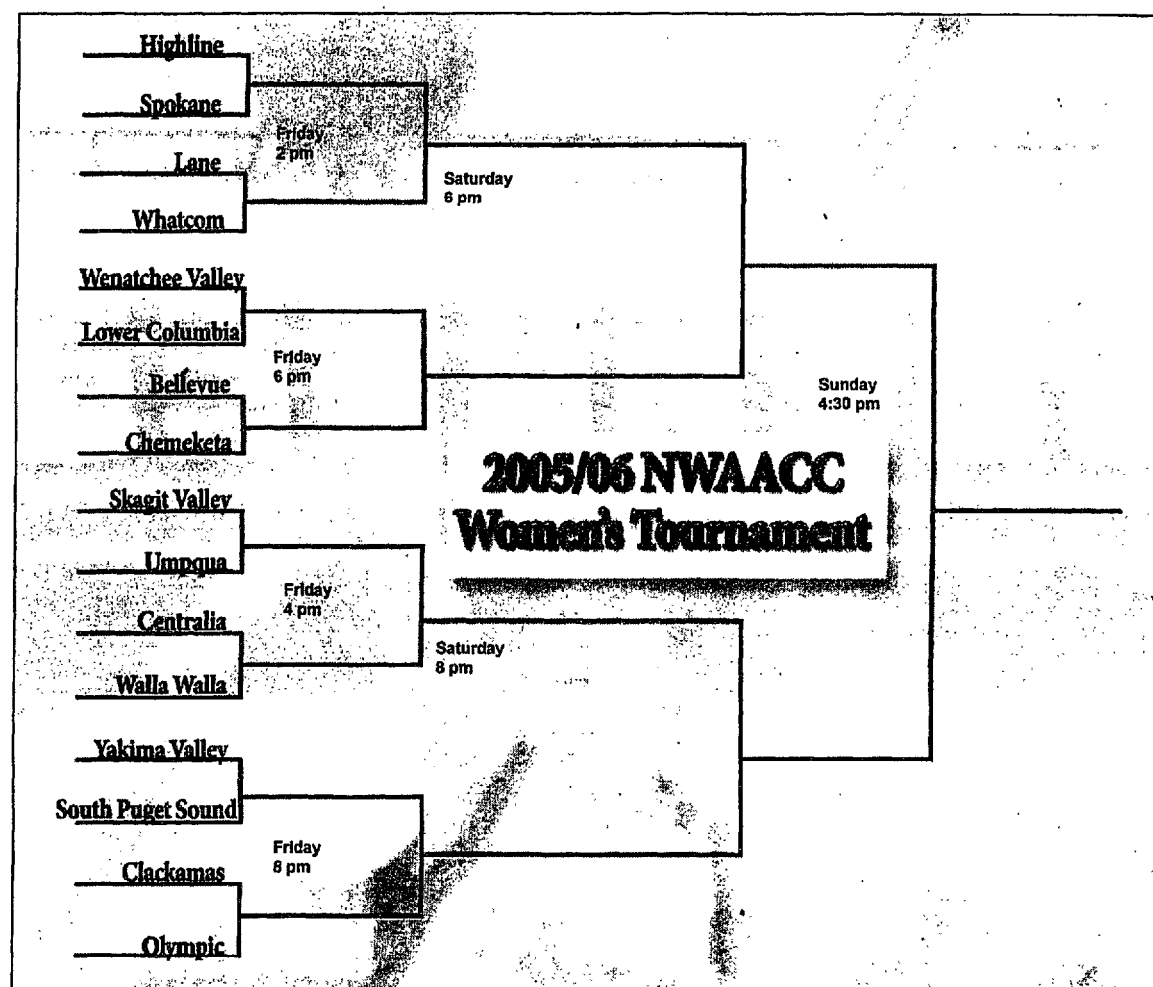 Highline
Spokane
Friday
2 pm
Lane
Whatcom
Saturday
6 pm
Wenatchee Valley
Lower Columbia
Friday
6 pm
Bellevue
Chemeketa
Sunday
4:30 pm
2005/06 NWAACC
Women's Tournament
Skagit Valley
Umpqua
Friday
4 pm
Centralia
Walla Walla
Saturday
8 pm
Yakima Valley
South Puget Sound
Friday
8 pm
Clackamas
Olympic